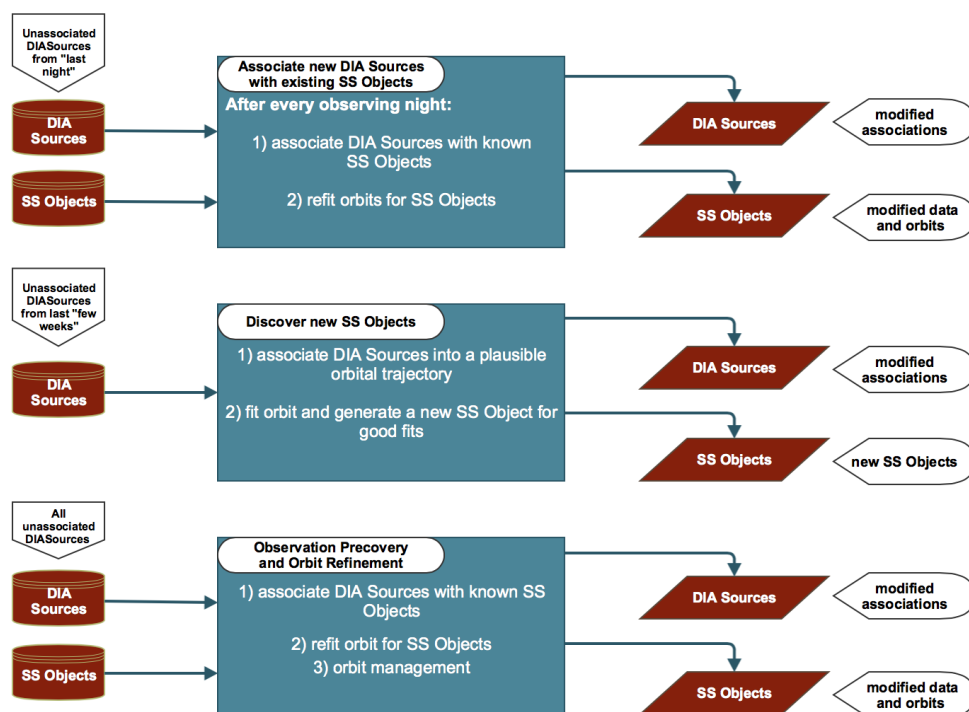 Unassociated
DIASources
from "last
night"
DIA
Sources
SS Objects
Associate new DIA Sources
with existing SS Objects
After every observing night:
1) associate DIA Sources with known
SS Objects
2) refit orbits for SS Objects
DIA Sources
modified
associations
SS Objects
modified data
and orbits
Unassociated
DIASources
from last "few
weeks"
DIA
Sources
Discover new SS Objects
1) associate DIA Sources into a plausible
orbital trajectory
2) fit orbit and generate a new SS Object for
good fits
DIA Sources
modified
associations
SS Objects
new SS Objects
All
unassociated
DIASources
DIA
Sources
SS Objects
Observation Precovery
and Orbit Refinement
1) associate DIA Sources with known SS
Objects
2) refit orbit for SS Objects
3) orbit management
DIA Sources
modified
associations
SS Objects
modified data
and orbits